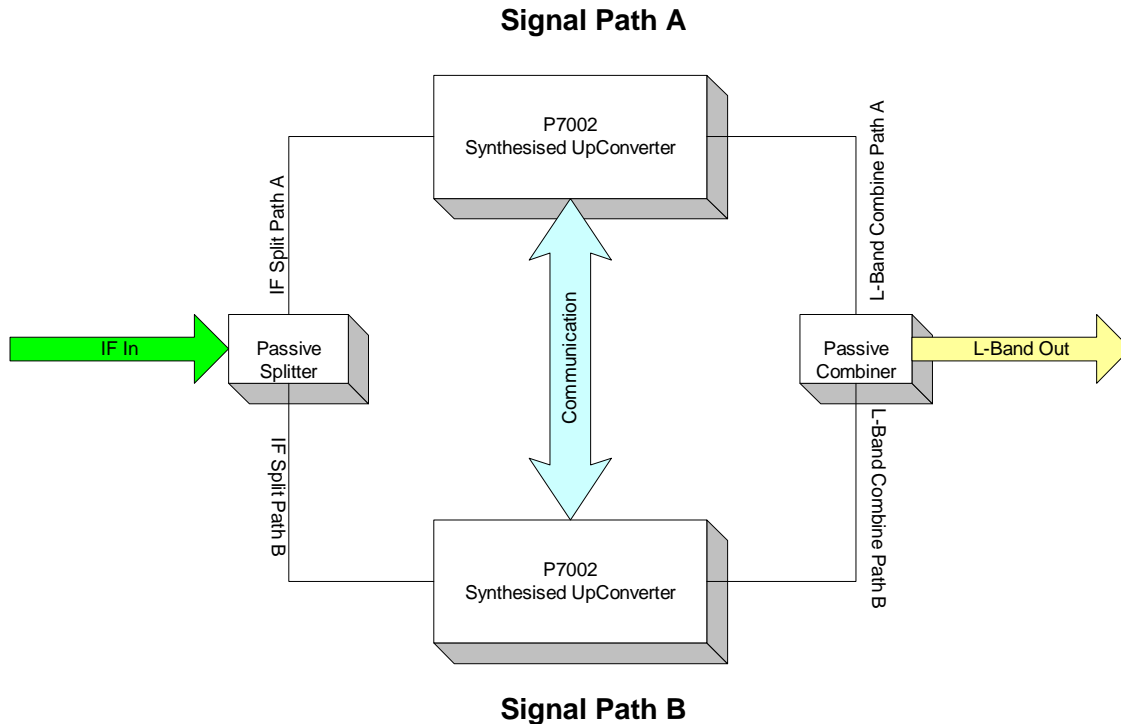 Signal Path A
P7002
Synthesised UpConverter
IF Split Path A
L-Band Combine Path A
Communication
IF In
Passive
Splitter
Passive
Combiner
L-Band Out
IF Split Path B
L-Band Combine Path B
P7002
Synthesised UpConverter
Signal Path B